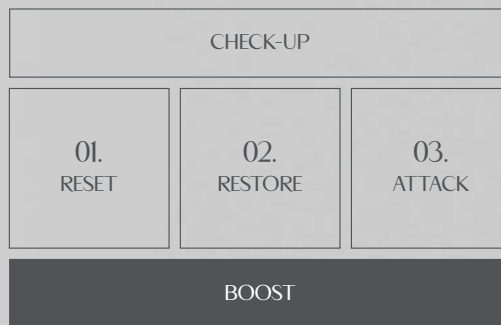 CHECK-UP
01.
RESET
02.
RESTORE
03.
ATTACK
BOOST